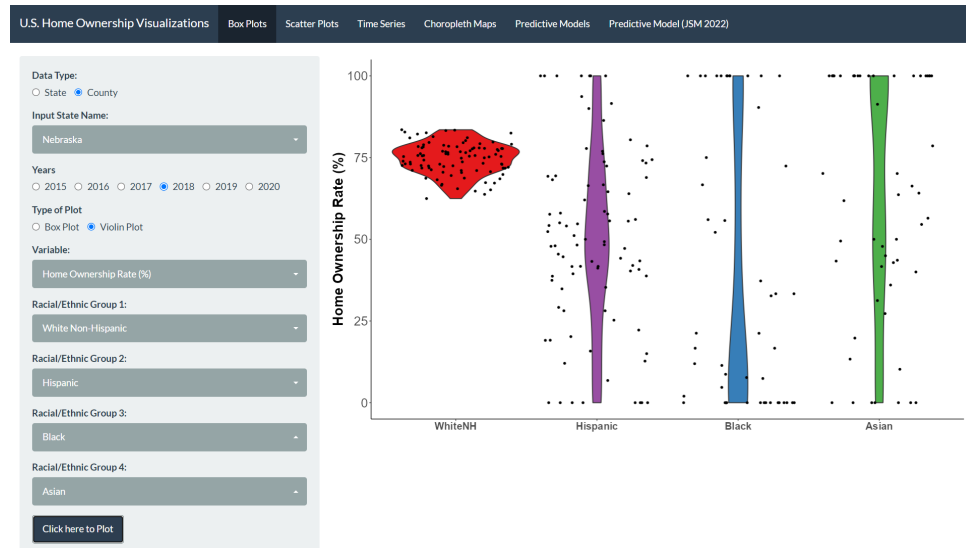 U.S. Home Ownership Visualizations Box Plots Scatter Plots Time Series Choropleth Maps Predictive Models Predictive Model (JSM 2022)
Data Type:
State County
Input State Name:
Nebraska
Years
2015 2016 2017 2018 2019 2020
Type of Plot
Box Plot Violin Plot
Variable:
Home Ownership Rate (%)
Racial/Ethnic Group 1:
White Non-Hispanic
Racial/Ethnic Group 2:
Hispanic
Racial/Ethnic Group 3:
Black
Racial/Ethnic Group 4:
Asian
Click here to Plot
Home Ownership Rate (%)
100
75
50
25
0
WhiteNH Hispanic Black Asian